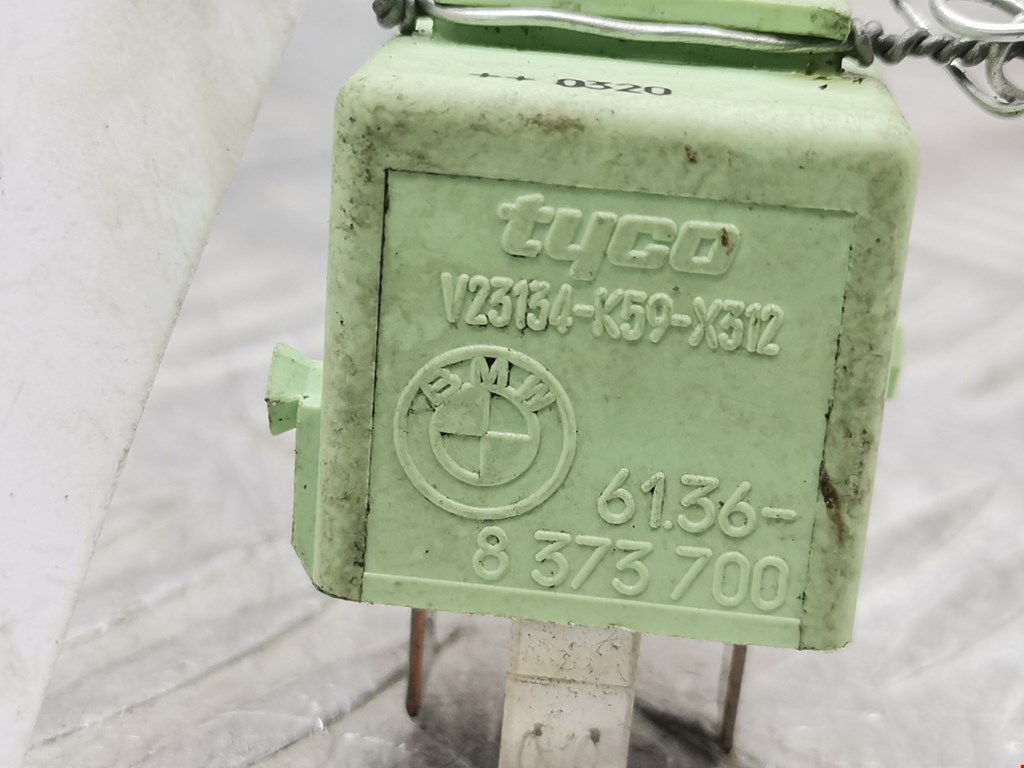 ++ 0320
tyco
V23134-K59-X312
BMW
61.36-
8 373 700